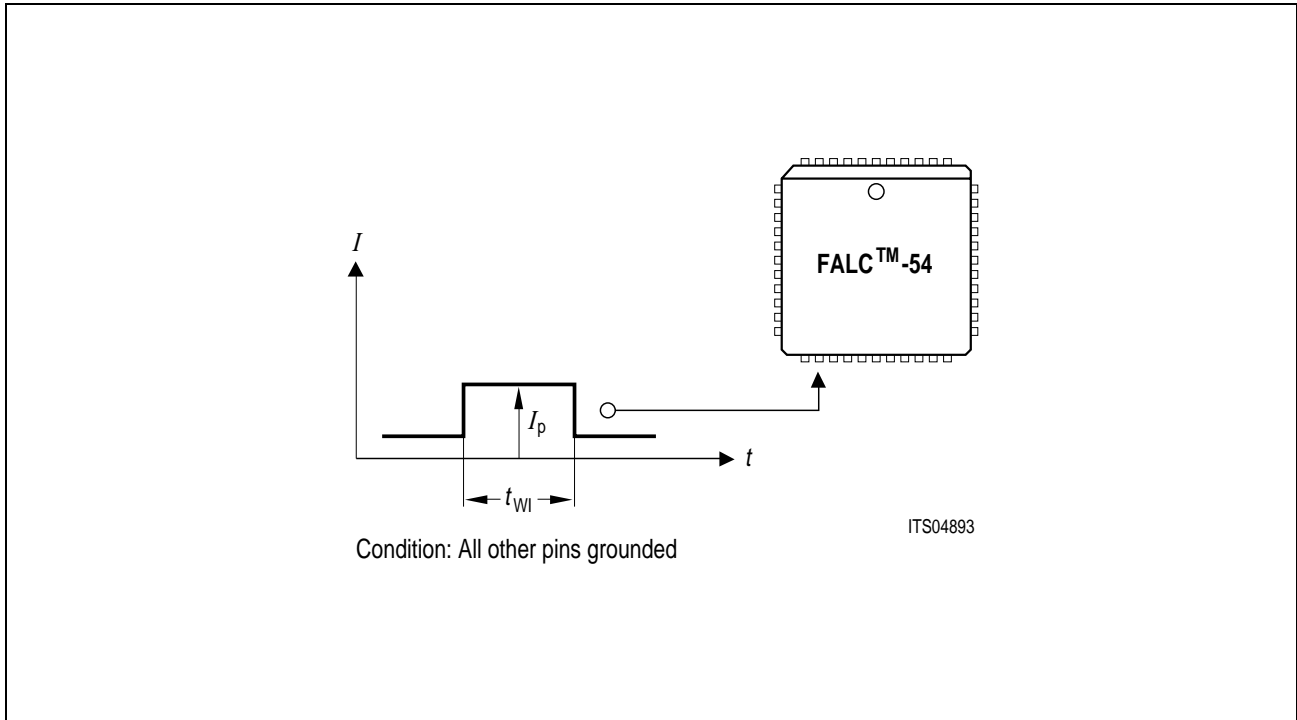 I
FALC™-54
Ip
t
tWI
ITS04893
Condition: All other pins grounded